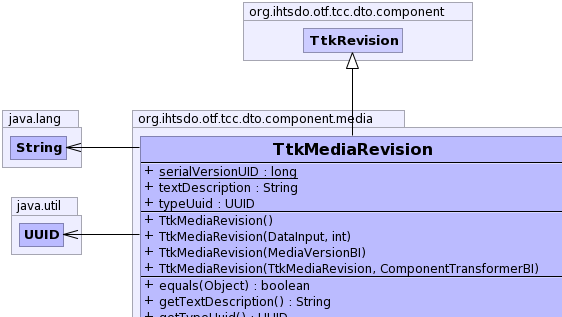 org.ihtsdo.otf.tcc.dto.component
TtkRevision
java.lang
String
org.ihtsdo.otf.tcc.dto.component.media
TtkMediaRevision
+ serialVersionUID : long
+ textDescription : String
+ typeUuid : UUID
java.util
UUID
+ TtkMediaRevision()
+ TtkMediaRevision(DataInput, int)
+ TtkMediaRevision(MediaVersionBI)
+ TtkMediaRevision(TtkMediaRevision, ComponentTransformerBI)
+ equals(Object) : boolean
+ getTextDescription() : String
+ getTypeUuid() : UUID